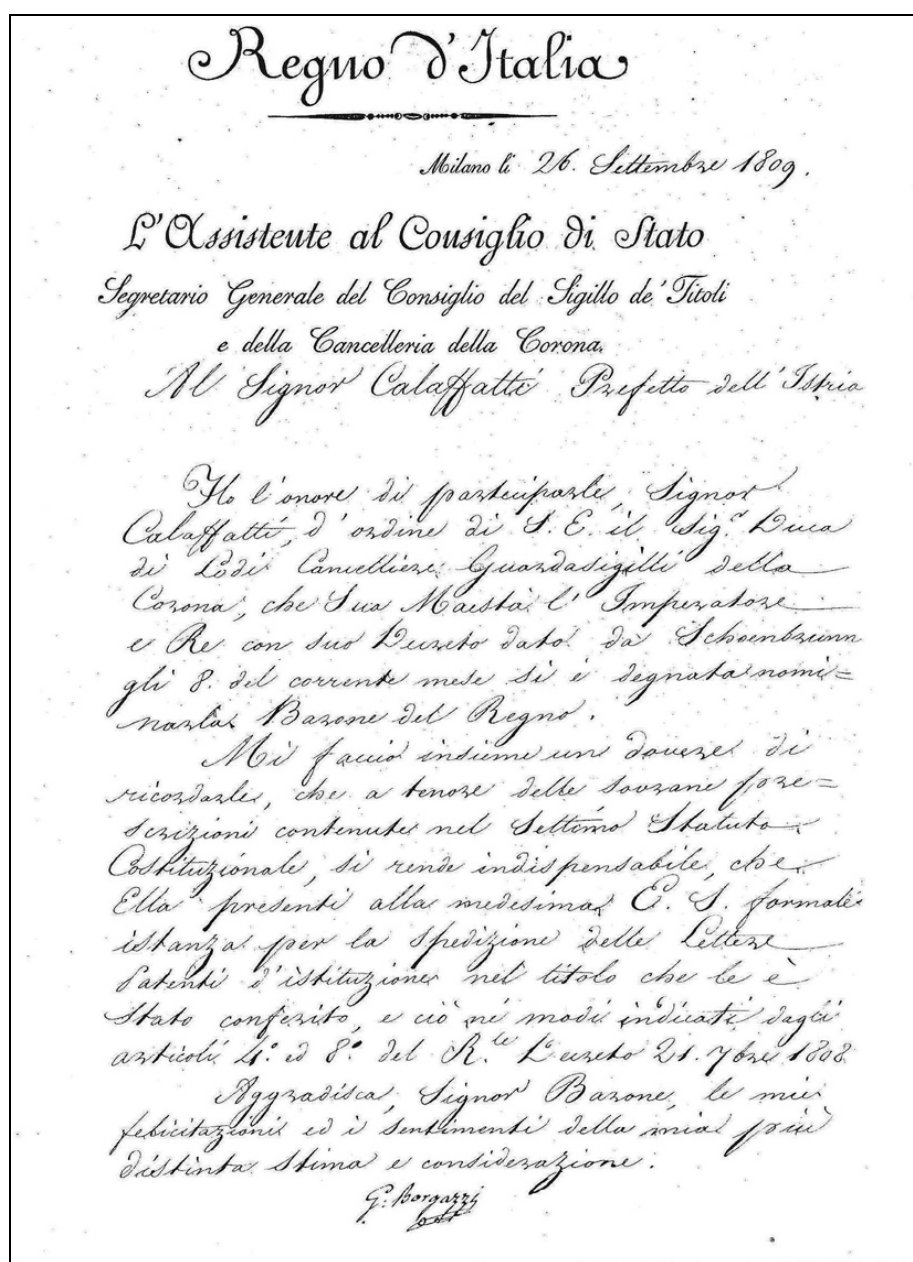 Regno d'Italia
Milano li 26. Settembre 1809.
L'Assistente al Consiglio di Stato
Segretario Generale del Consiglio del Sigillo de' Titoli
e della Cancelleria della Corona.
Al Signor Calaffatti Prefetto dell' Istria
Ho l'onore di parteciparle, Signor
Calaffatti, d'ordine di S. E. il Sig.r Duca
di Lodi Cancelliere Guardasigilli della
Corona, che Sua Maestà l' Imperatore
e Re con suo Decreto dato da Schoenbrunn
gli 8. del corrente mese si è degnata nomi=
narla Barone del Regno.
Mi faccio insieme un dovere di
ricordarle, che a tenore delle sovrane pre=
scrizioni contenute nel Settimo Statuto
Costituzionale, si rende indispensabile, che
Ella presenti alla medesima E. S. formale
istanza per la spedizione delle Lettere
Patenti d'istituzione nel titolo che le è
stato conferito, e ciò ne' modi indicati dagli
articoli 4.° ed 8.° del R.le Decreto 21. 7bre 1808
Aggradisca, Signor Barone, le mie
felicitazioni ed i sentimenti della mia più
distinta stima e considerazione.
G. Borgazzi